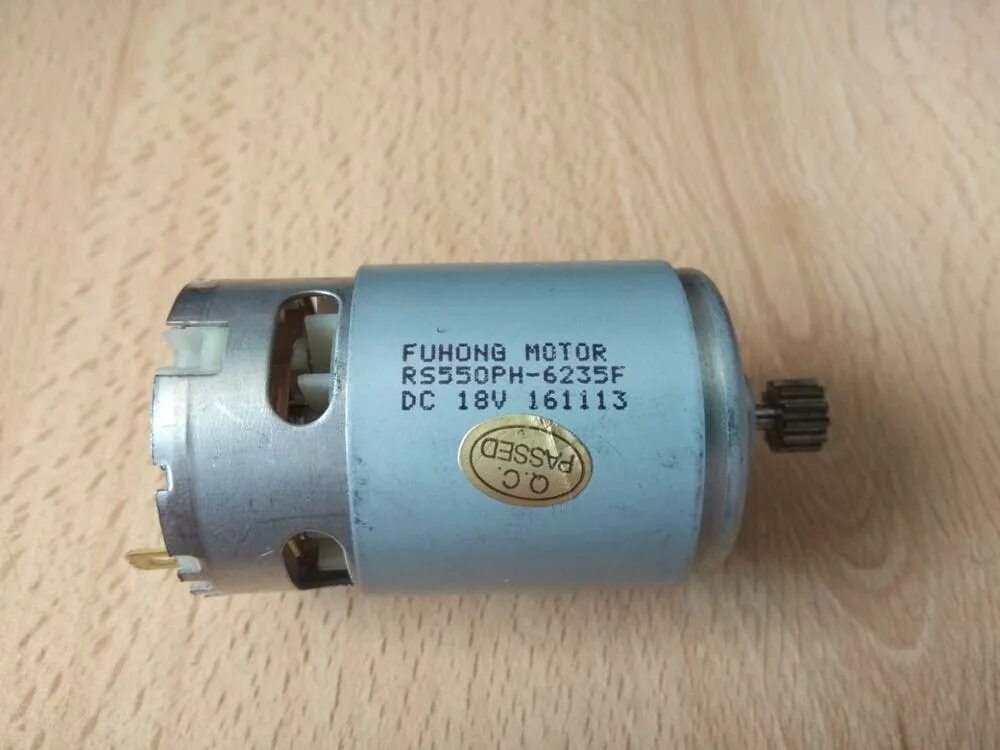 FUHONG MOTOR
RS550PH-6235F
DC 18V 161113
Q.C.
PASSED